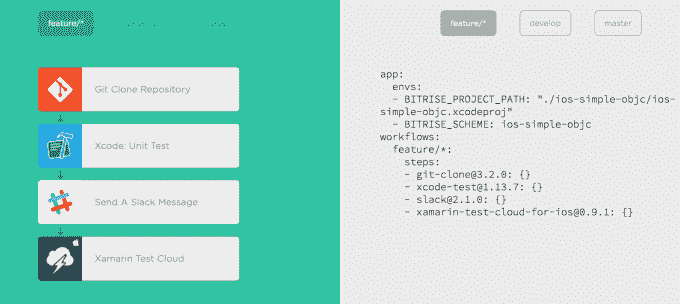 feature/*
Git Clone Repository
Xcode: Unit Test
Send A Slack Message
Xamarin Test Cloud
feature/*
develop
master
app:
envs:
- BITRISE_PROJECT_PATH: "./ios-simple-objc/ios-
simple-objc.xcodeproj"
- BITRISE_SCHEME: ios-simple-objc
workflows:
feature/*:
steps:
- git-clone@3.2.0: {}
- xcode-test@1.13.7: {}
- slack@2.1.0: {}
- xamarin-test-cloud-for-ios@0.9.1: {}